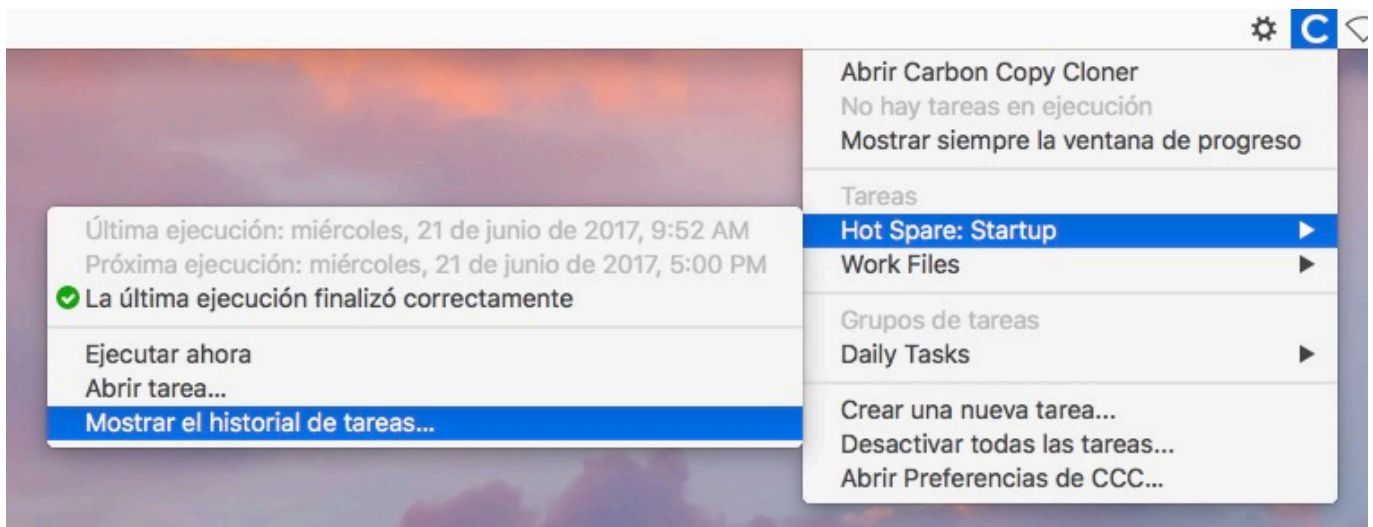 C
Abrir Carbon Copy Cloner
No hay tareas en ejecución
Mostrar siempre la ventana de progreso
Tareas
Hot Spare: Startup
Work Files
Grupos de tareas
Daily Tasks
Crear una nueva tarea...
Desactivar todas las tareas...
Abrir Preferencias de CCC...
Última ejecución: miércoles, 21 de junio de 2017, 9:52 AM
Próxima ejecución: miércoles, 21 de junio de 2017, 5:00 PM
La última ejecución finalizó correctamente
Ejecutar ahora
Abrir tarea...
Mostrar el historial de tareas...